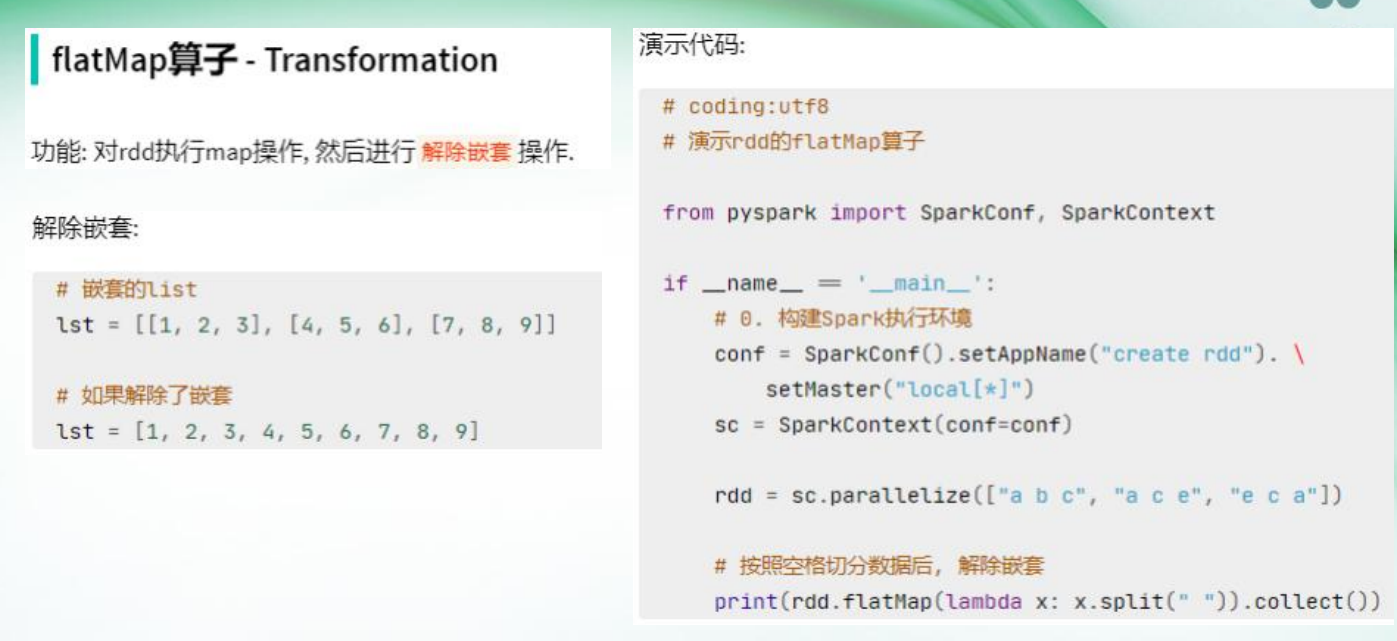 flatMap算子 - Transformation
功能: 对rdd执行map操作, 然后进行 解除嵌套 操作.
解除嵌套:
# 嵌套的list
lst = [[1, 2, 3], [4, 5, 6], [7, 8, 9]]
# 如果解除了嵌套
lst = [1, 2, 3, 4, 5, 6, 7, 8, 9]
演示代码:
# coding:utf8
# 演示rdd的flatMap算子
from pyspark import SparkConf, SparkContext
if __name__ == '__main__':
    # 0. 构建Spark执行环境
    conf = SparkConf().setAppName("create rdd"). \
        setMaster("local[*]")
    sc = SparkContext(conf=conf)
    rdd = sc.parallelize(["a b c", "a c e", "e c a"])
    # 按照空格切分数据后, 解除嵌套
    print(rdd.flatMap(lambda x: x.split(" ")).collect())